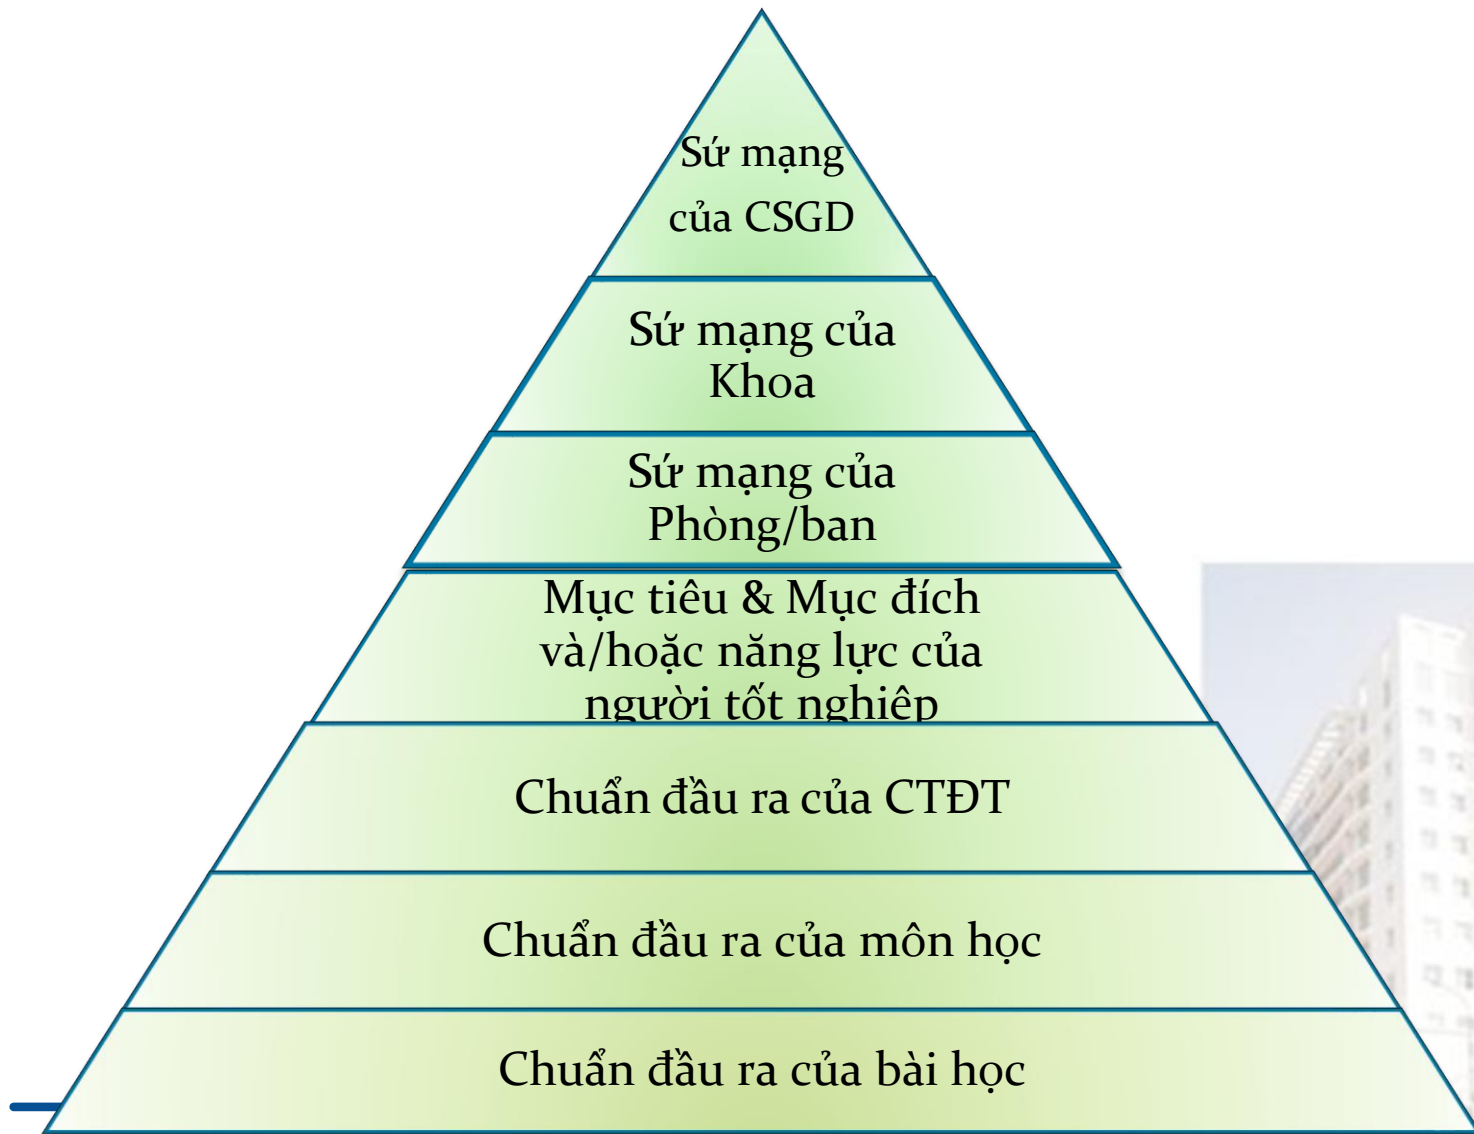 Sứ mạng
của CSGD
Sứ mạng của
Khoa
Sứ mạng của
Phòng/ban
Mục tiêu & Mục đích
và/hoặc năng lực của
người tốt nghiệp
Chuẩn đầu ra của CTĐT
Chuẩn đầu ra của môn học
Chuẩn đầu ra của bài học